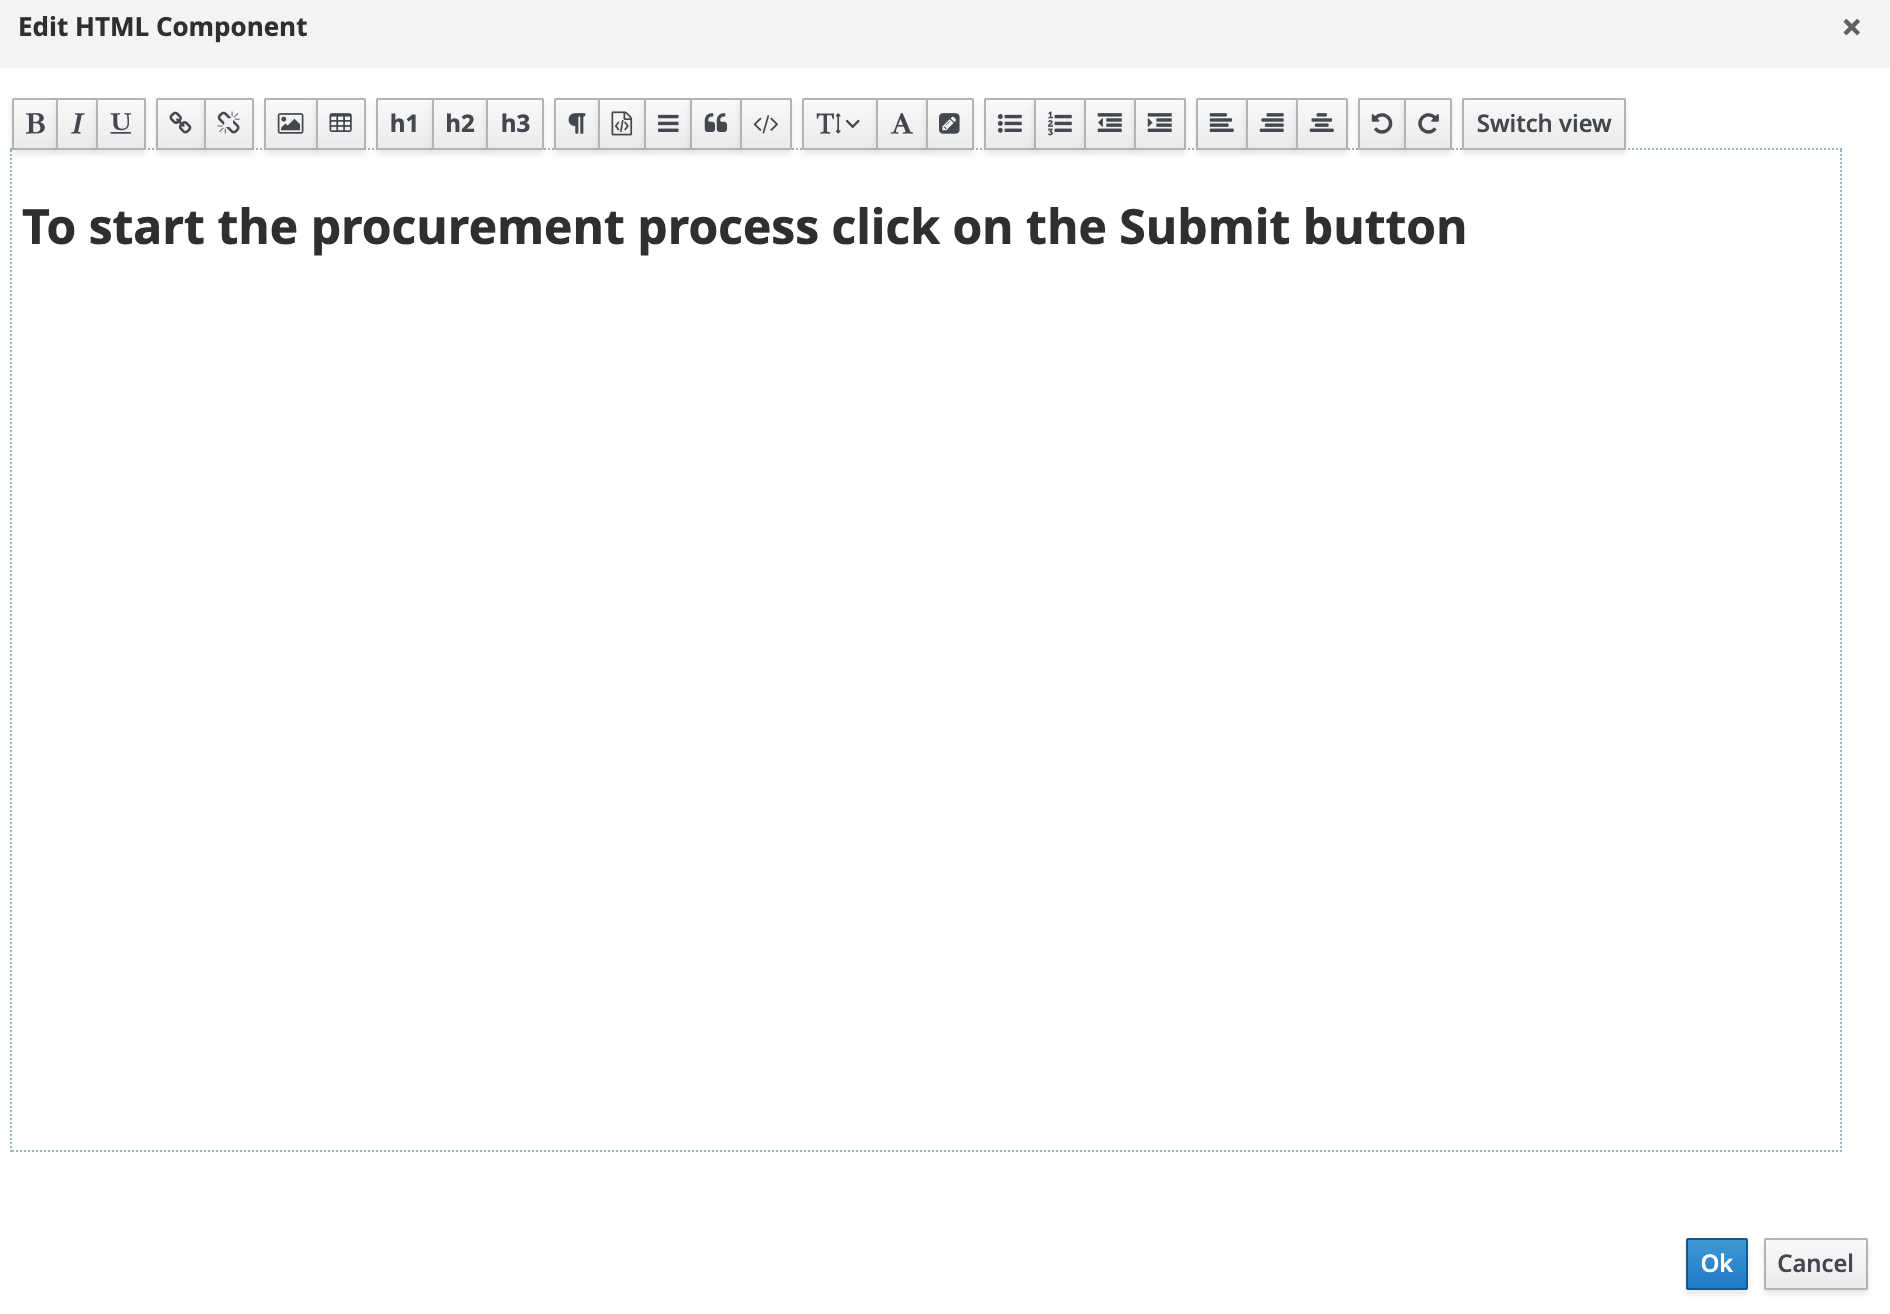 Edit HTML Component
B I U h1 h2 h3 Switch view
To start the procurement process click on the Submit button
Ok Cancel